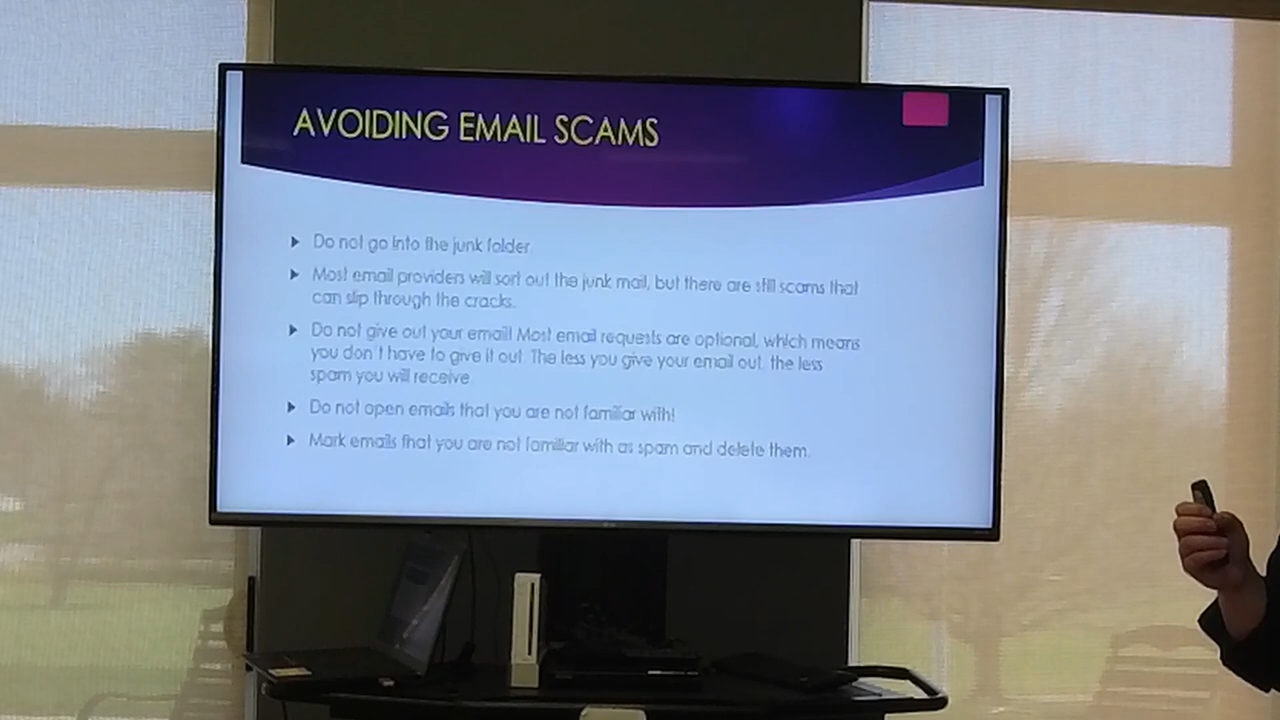 AVOIDING EMAIL SCAMS
Do not go into the junk folder.
Most email providers will sort out the junk mail, but there are still scams that
can slip through the cracks.
Do not give out your email! Most email requests are optional, which means
you don't have to give it out. The less you give your email out, the less
spam you will receive.
Do not open emails that you are not familiar with!
Mark emails that you are not familiar with as spam and delete them.